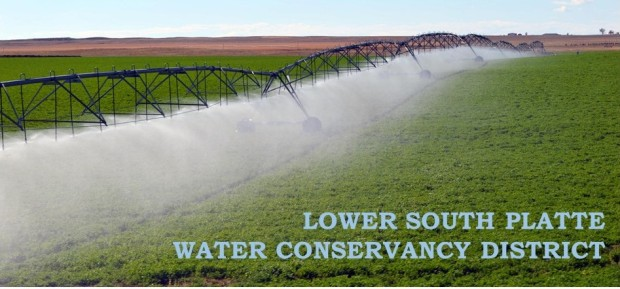 LOWER SOUTH PLATTE
WATER CONSERVANCY DISTRICT